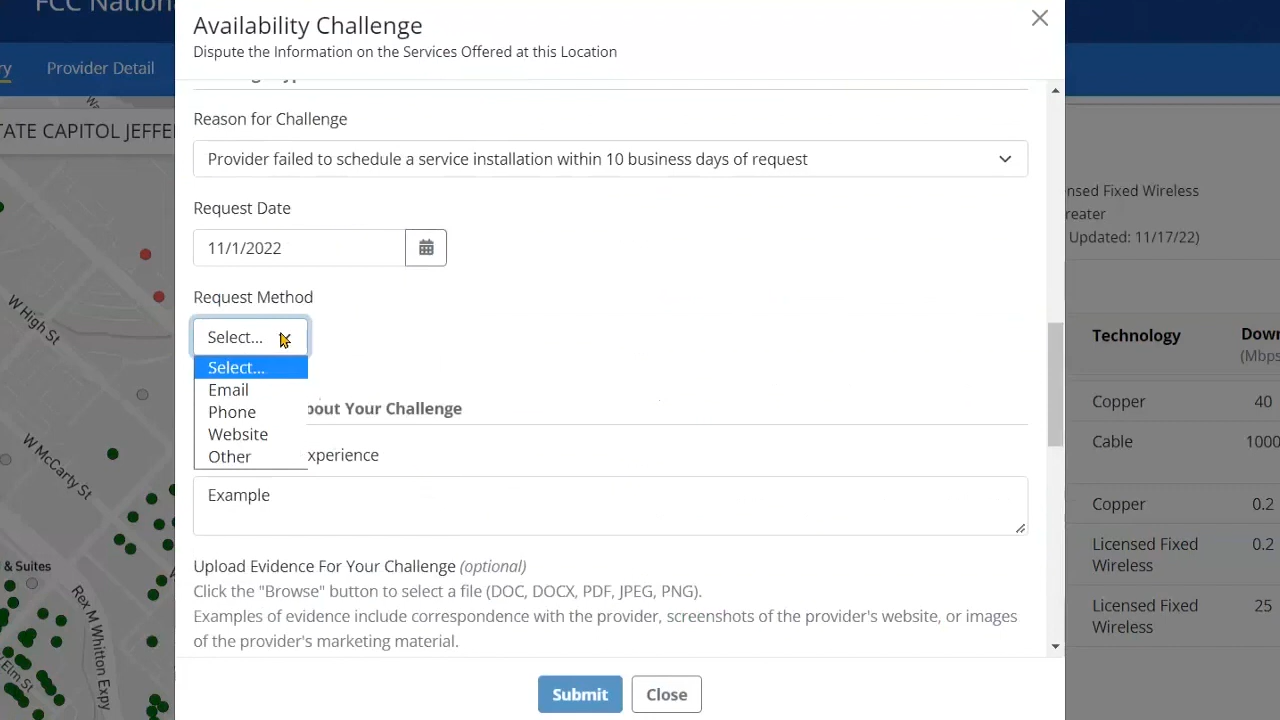 FCC Nation
Availability Challenge
Dispute the Information on the Services Offered at this Location
ry
Provider Detail
TATE CAPITOL JEFFE
Reason for Challenge
Provider failed to schedule a service installation within 10 business days of request
Request Date
11/1/2022
Request Method
Select...
Select...
Email
Phone
Website
Other
bout Your Challenge
xperience
Example
Upload Evidence For Your Challenge (optional)
Click the "Browse" button to select a file (DOC, DOCX, PDF, JPEG, PNG).
Examples of evidence include correspondence with the provider, screenshots of the provider's website, or images
of the provider's marketing material.
Submit
Close
W High St
W McCarty St
l & Suites
Rex M Whitton Expy
Elm St
nsed Fixed Wireless
reater
Updated: 11/17/22)
Technology
Down
(Mbps
Copper
40
Cable
1000
Copper
0.2
Licensed Fixed
Wireless
0.2
Licensed Fixed
Wireless
25